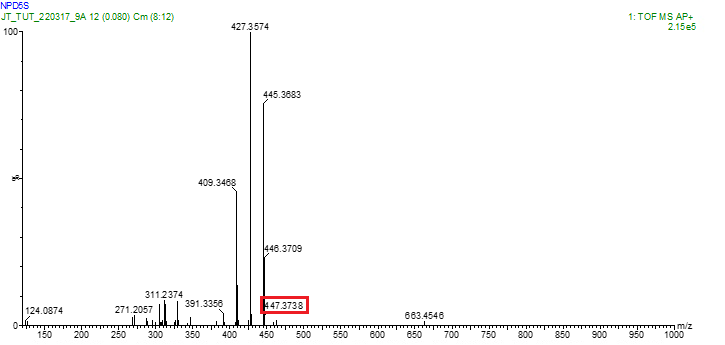 NPD5S
JT_TUT_220317_9A 12 (0.080) Cm (8:12)
1: TOF MS AP+
2.15e5
100
427.3574
445.3683
%
409.3468
446.3709
311.2374
391.3356
447.3738
271.2057
124.0874
663.4546
0
150 200 250 300 350 400 450 500 550 600 650 700 750 800 850 900 950 1000
m/z